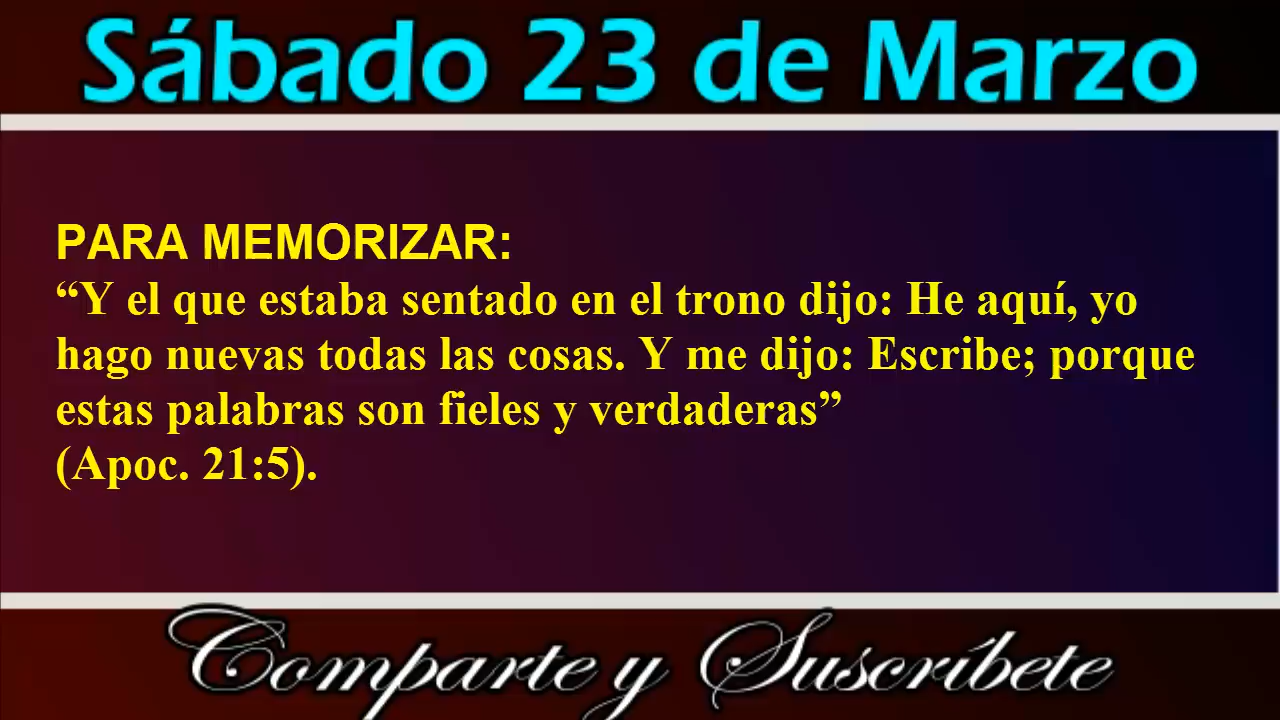 Sábado 23 de Marzo
PARA MEMORIZAR:
“Y el que estaba sentado en el trono dijo: He aquí, yo
hago nuevas todas las cosas. Y me dijo: Escribe; porque
estas palabras son fieles y verdaderas”
(Apoc. 21:5).
Comparte y Suscríbete